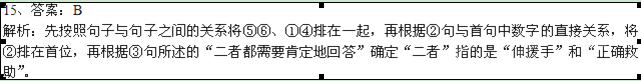 15、答案：B
解析：先按照句子与句子之间的关系将⑤⑥、①④排在一起，再根据②句与首句中数字的直接关系，将
②排在首位，再根据③句所述的“二者都需要肯定地回答”确定“二者”指的是“伸援手”和“正确救
助”。